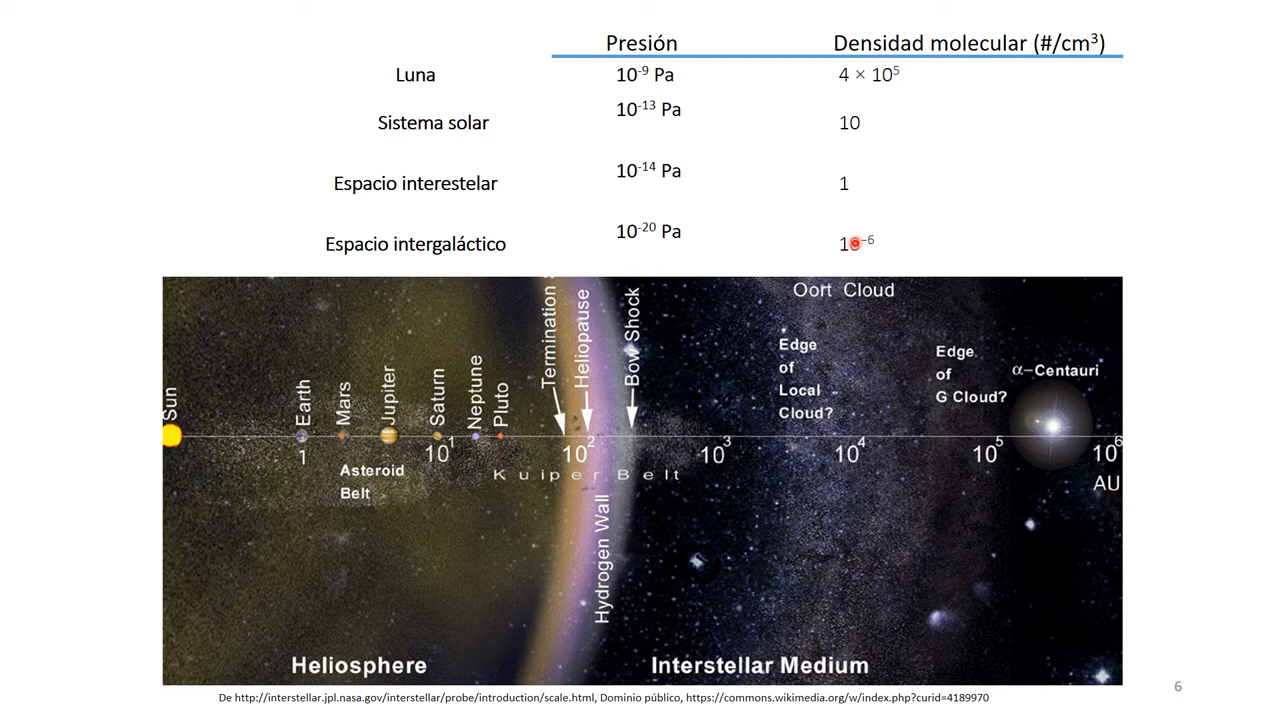 Presión Densidad molecular (#/cm³)
Luna 10⁻⁹ Pa 4 × 10⁵
Sistema solar 10⁻¹³ Pa 10
Espacio interestelar 10⁻¹⁴ Pa 1
Espacio intergaláctico 10⁻²⁰ Pa 10⁻⁶
Sun
Earth
Mars
Jupiter
Saturn
Neptune
Pluto
Termination
Heliopause
Bow Shock
Oort Cloud
Edge
of
Local
Cloud?
Edge
of
G Cloud?
α-Centauri
1 10¹ 10² 10³ 10⁴ 10⁵ 10⁶
AU
Asteroid
Belt
Kuiper Belt
Hydrogen Wall
Heliosphere
Interstellar Medium
De http://interstellar.jpl.nasa.gov/interstellar/probe/introduction/scale.html, Dominio público, https://commons.wikimedia.org/w/index.php?curid=4189970
6